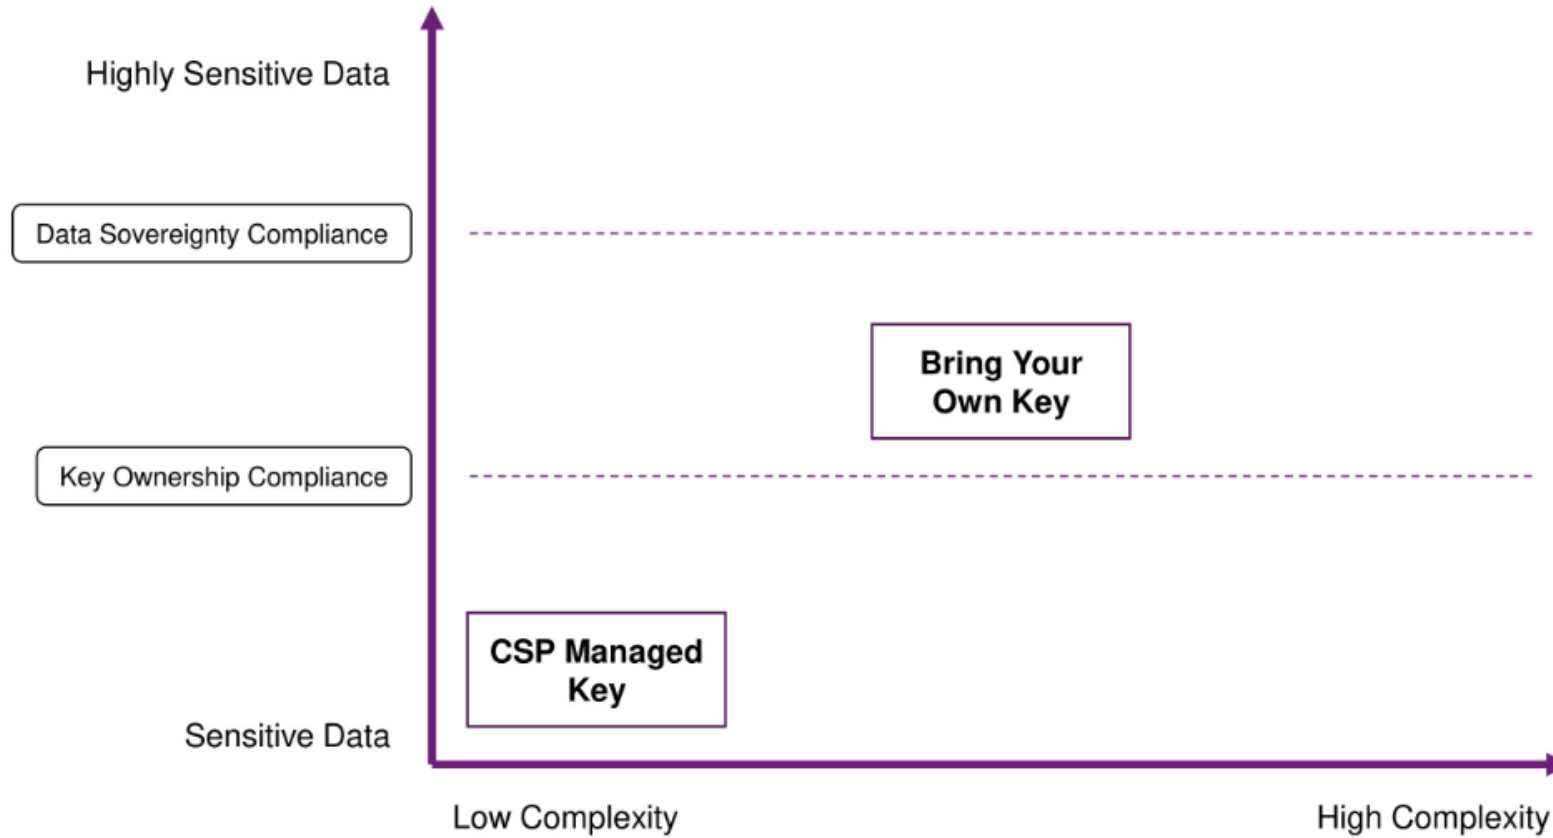 Highly Sensitive Data
Data Sovereignty Compliance
Bring Your
Own Key
Key Ownership Compliance
CSP Managed
Key
Sensitive Data
Low Complexity
High Complexity